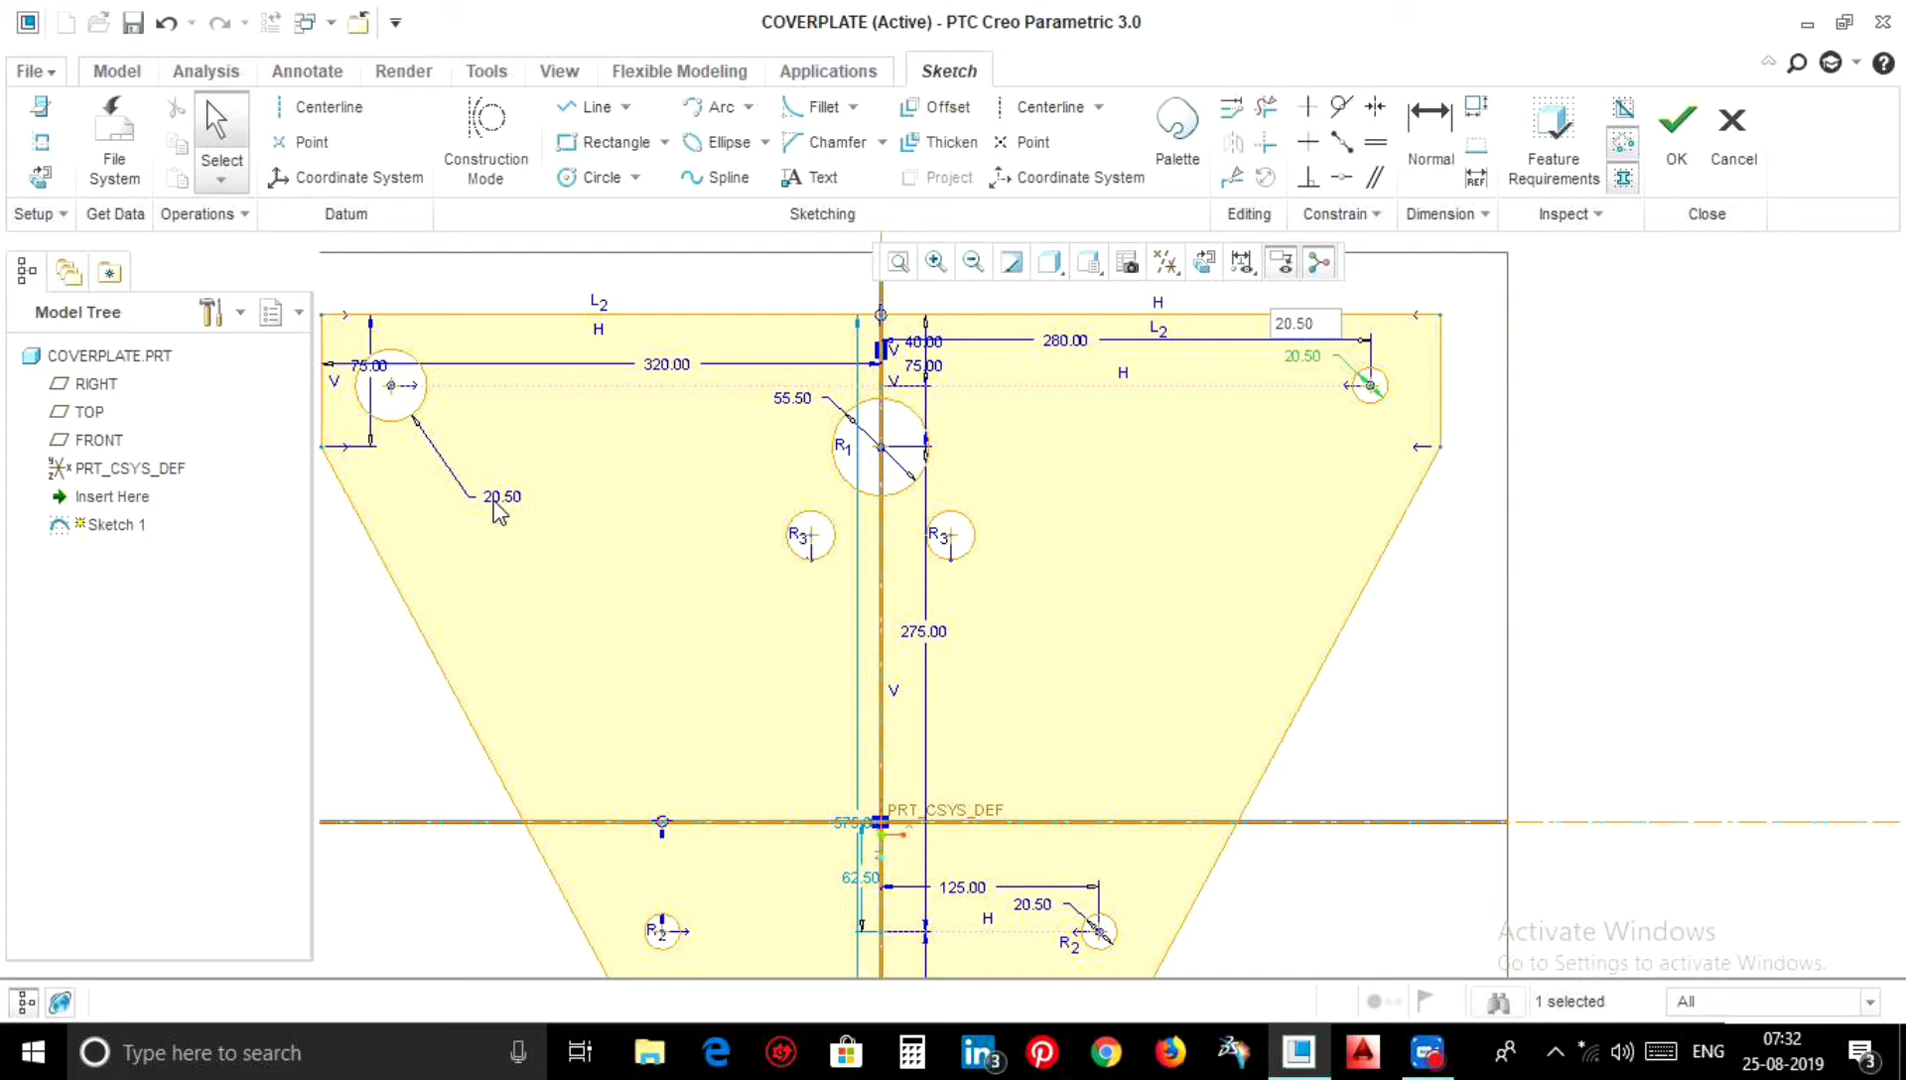 COVERPLATE (Active) - PTC Creo Parametric 3.0
File Model Analysis Annotate Render Tools View Flexible Modeling Applications Sketch
Centerline Line Arc Fillet Offset Centerline
Point Rectangle Ellipse Chamfer Thicken Point
File System Select Construction Mode Palette Normal Feature Requirements OK Cancel
Coordinate System Circle Spline Text Project Coordinate System REF
Setup Get Data Operations Datum Sketching Editing Constrain Dimension Inspect Close
Model Tree
COVERPLATE.PRT
RIGHT
TOP
FRONT
PRT_CSYS_DEF
Insert Here
Sketch 1
L2 H
H L2
20.50
40.00 280.00
20.50
75.00 320.00 V 75.00
V V H
55.50
R1
20.50
R3 R3
275.00
V
PRT_CSYS_DEF
62.50 125.00
20.50
H
R2 R2
Activate Windows
Go to Settings to activate Windows.
1 selected All
Type here to search
3
ENG
07:32
25-08-2019
3